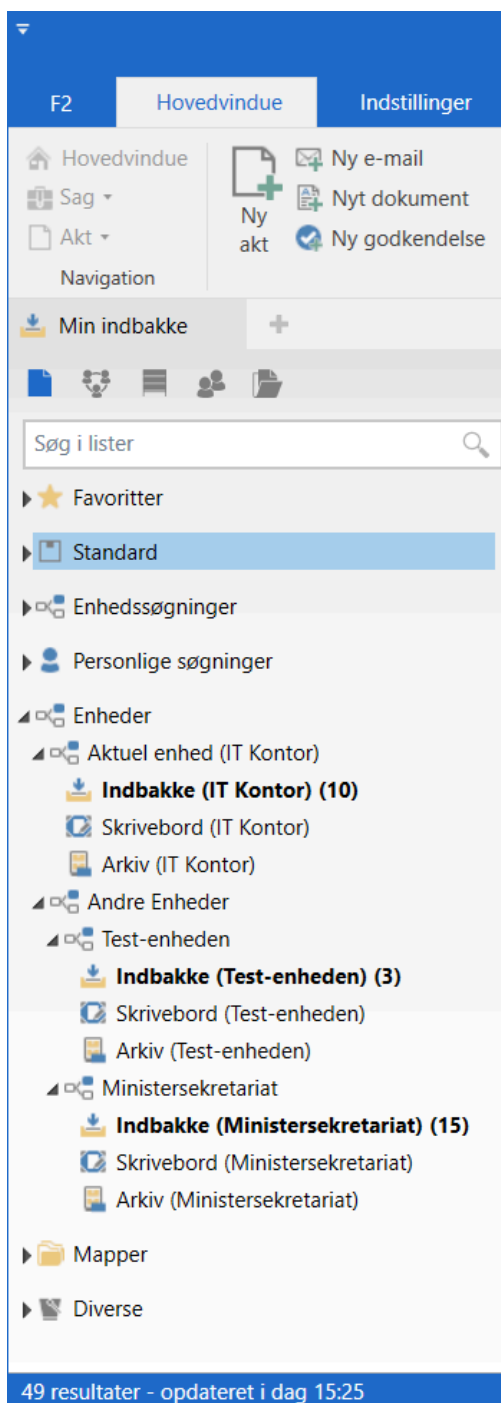 F2 Hovedvindue Indstillinger
Hovedvindue
Sag
Akt
Navigation
Ny
akt
Ny e-mail
Nyt dokument
Ny godkendelse
Min indbakke
Søg i lister
Favoritter
Standard
Enhedssøgninger
Personlige søgninger
Enheder
Aktuel enhed (IT Kontor)
Indbakke (IT Kontor) (10)
Skrivebord (IT Kontor)
Arkiv (IT Kontor)
Andre Enheder
Test-enheden
Indbakke (Test-enheden) (3)
Skrivebord (Test-enheden)
Arkiv (Test-enheden)
Ministersekretariat
Indbakke (Ministersekretariat) (15)
Skrivebord (Ministersekretariat)
Arkiv (Ministersekretariat)
Mapper
Diverse
49 resultater - opdateret i dag 15:25